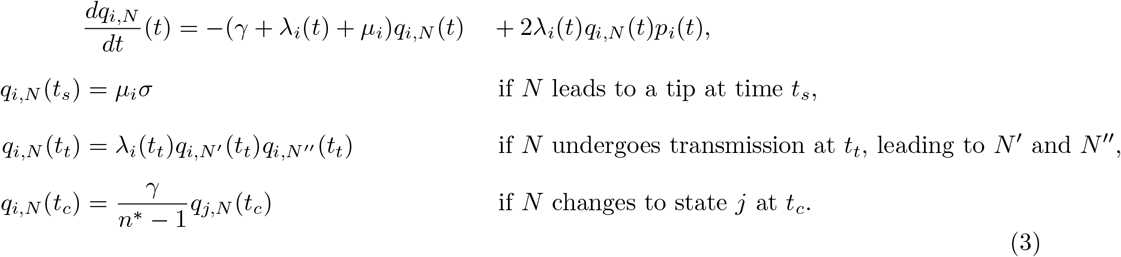 \frac{dq_{i,N}}{dt}(t) = -(\gamma + \lambda_i(t) + \mu_i)q_{i,N}(t) \quad + 2\lambda_i(t)q_{i,N}(t)p_i(t),
q_{i,N}(t_s) = \mu_i\sigma if N leads to a tip at time t_s,
q_{i,N}(t_t) = \lambda_i(t_t)q_{i,N'}(t_t)q_{i,N''}(t_t) if N undergoes transmission at t_t, leading to N' and N'',
q_{i,N}(t_c) = \frac{\gamma}{n^* - 1}q_{j,N}(t_c) if N changes to state j at t_c.
(3)